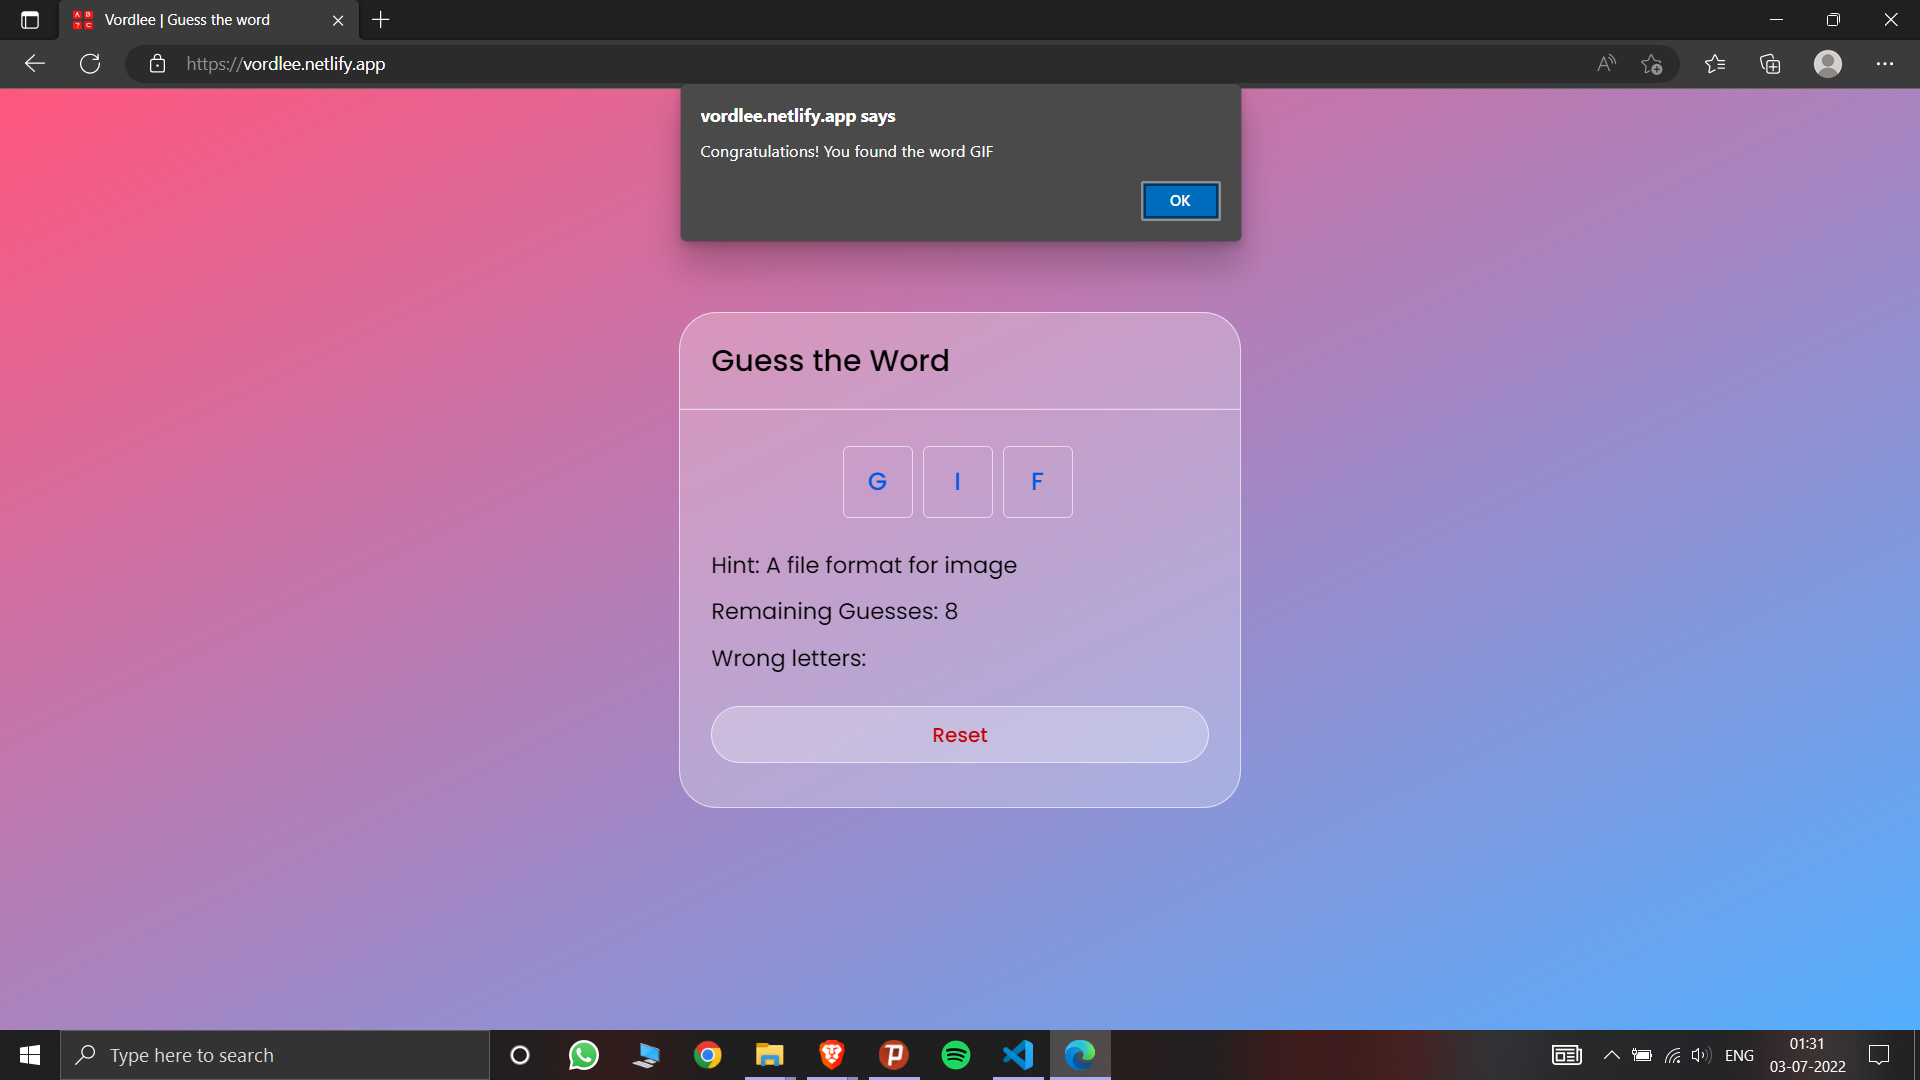 Vordlee | Guess the word
https://vordlee.netlify.app
vordlee.netlify.app says
Congratulations! You found the word GIF
OK
Guess the Word
G I F
Hint: A file format for image
Remaining Guesses: 8
Wrong letters:
Reset
Type here to search
ENG
01:31
03-07-2022